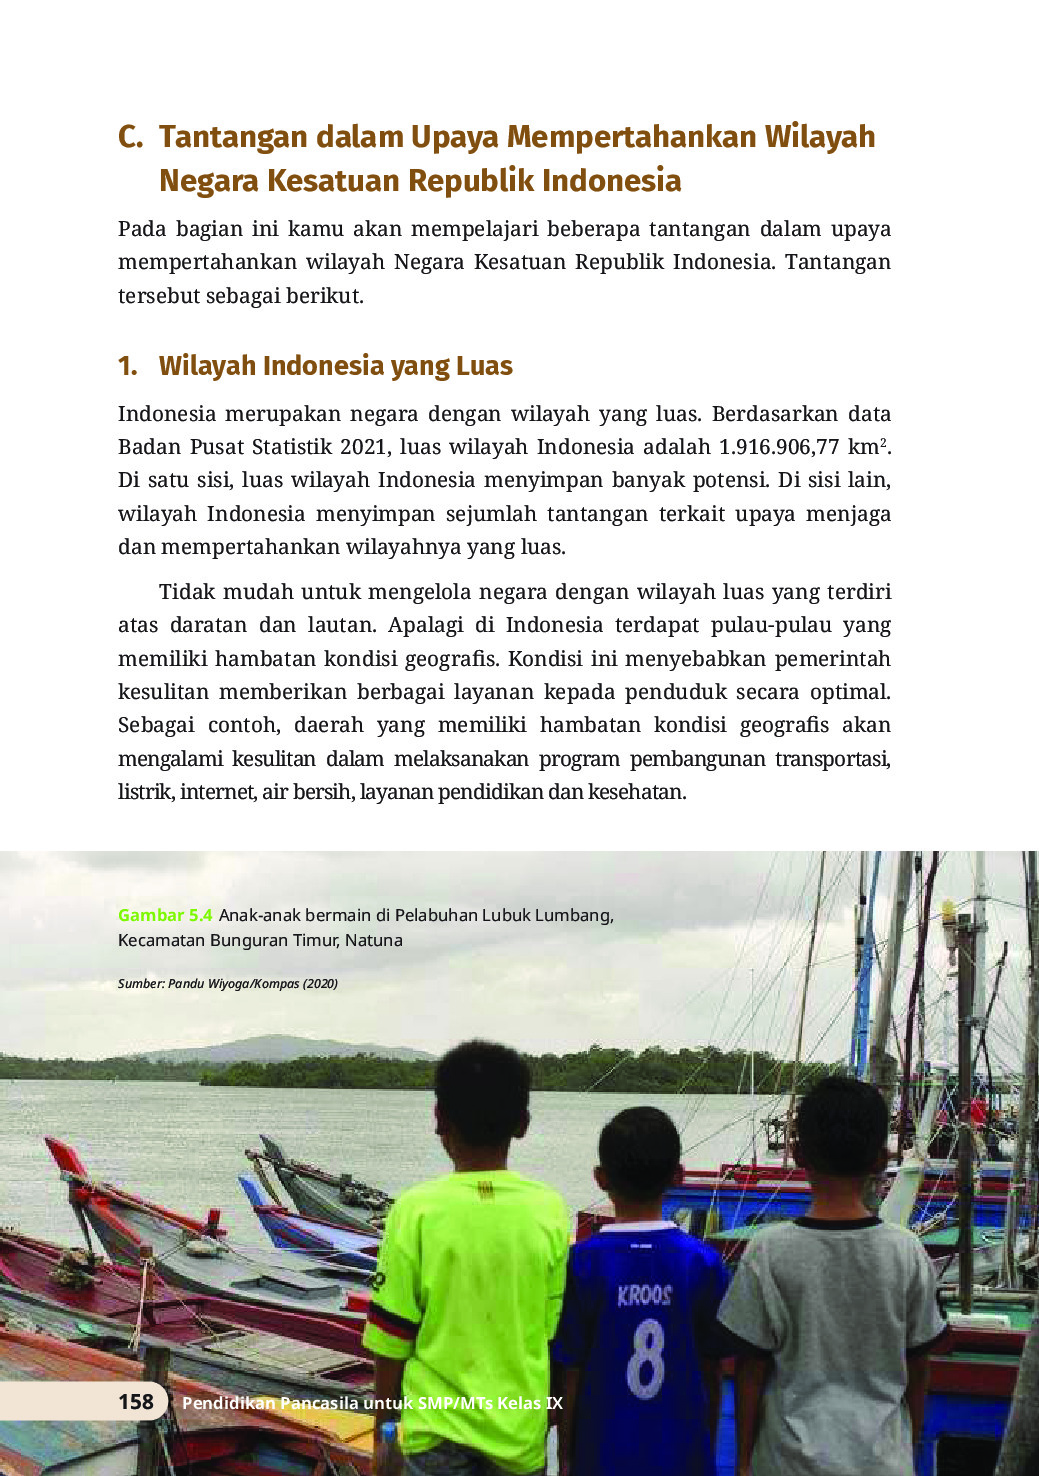 C. Tantangan dalam Upaya Mempertahankan Wilayah
Negara Kesatuan Republik Indonesia
Pada bagian ini kamu akan mempelajari beberapa tantangan dalam upaya
mempertahankan wilayah Negara Kesatuan Republik Indonesia. Tantangan
tersebut sebagai berikut.
1. Wilayah Indonesia yang Luas
Indonesia merupakan negara dengan wilayah yang luas. Berdasarkan data
Badan Pusat Statistik 2021, luas wilayah Indonesia adalah 1.916.906,77 km².
Di satu sisi, luas wilayah Indonesia menyimpan banyak potensi. Di sisi lain,
wilayah Indonesia menyimpan sejumlah tantangan terkait upaya menjaga
dan mempertahankan wilayahnya yang luas.
Tidak mudah untuk mengelola negara dengan wilayah luas yang terdiri
atas daratan dan lautan. Apalagi di Indonesia terdapat pulau-pulau yang
memiliki hambatan kondisi geografis. Kondisi ini menyebabkan pemerintah
kesulitan memberikan berbagai layanan kepada penduduk secara optimal.
Sebagai contoh, daerah yang memiliki hambatan kondisi geografis akan
mengalami kesulitan dalam melaksanakan program pembangunan transportasi,
listrik, internet, air bersih, layanan pendidikan dan kesehatan.
Gambar 5.4 Anak-anak bermain di Pelabuhan Lubuk Lumbang,
Kecamatan Bunguran Timur, Natuna
Sumber: Pandu Wiyoga/Kompas (2020)
KROOS
8
158 Pendidikan Pancasila untuk SMP/MTs Kelas IX